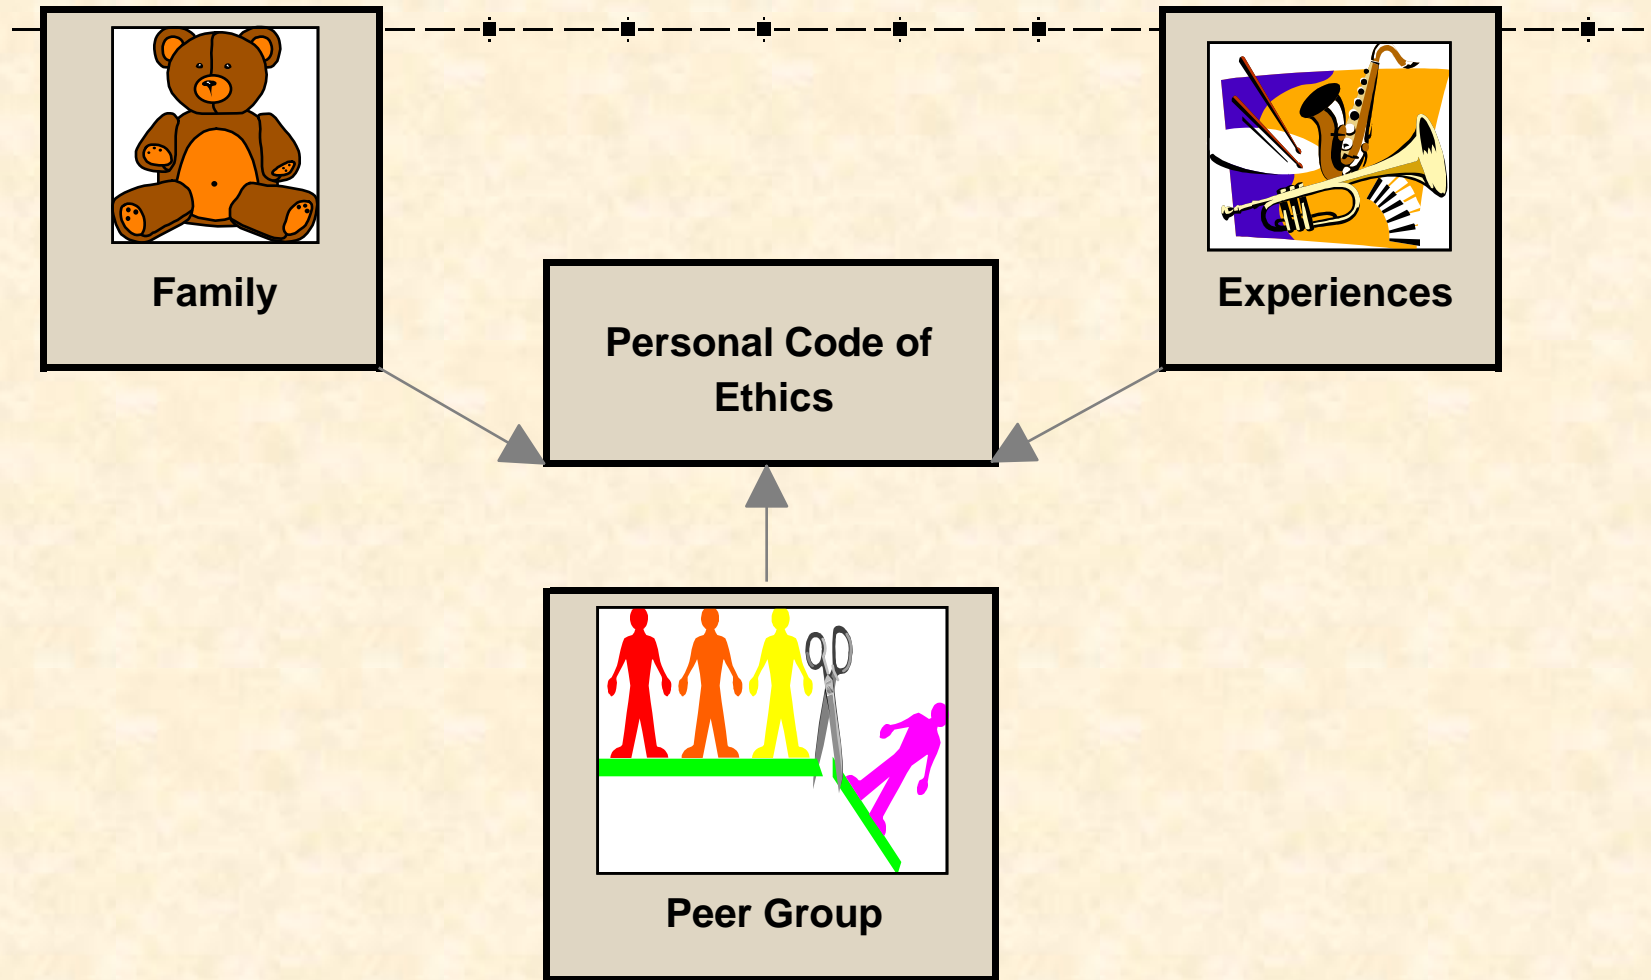 Family
Experiences
Personal Code of
Ethics
Peer Group